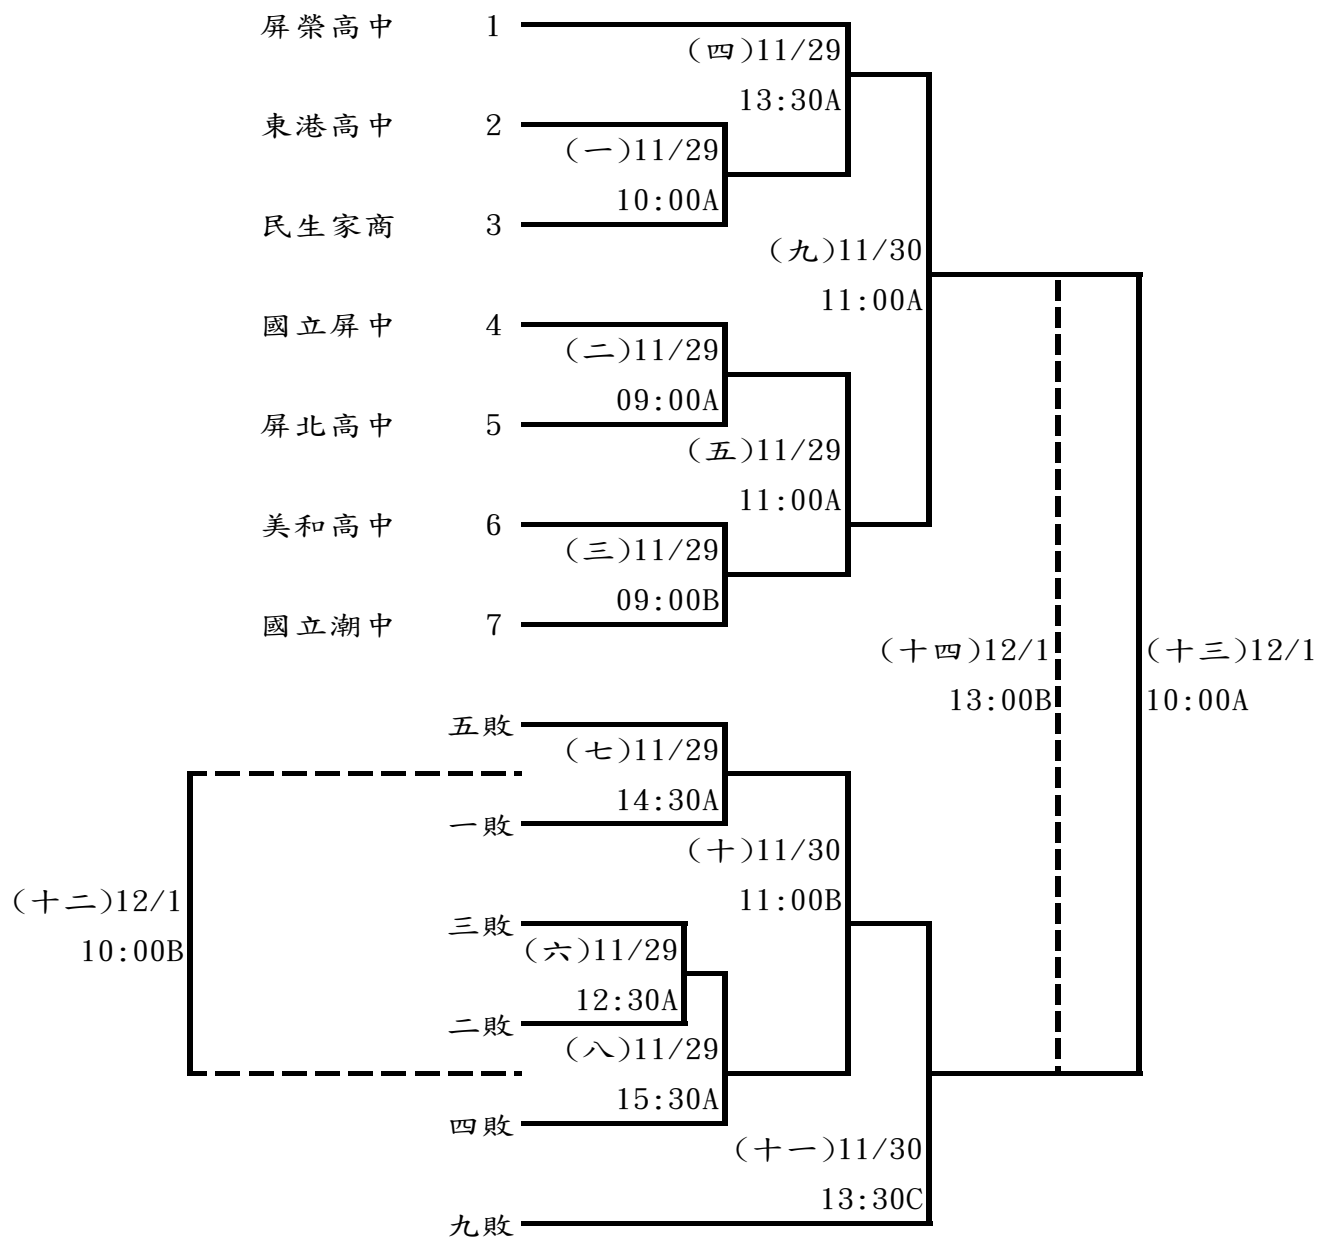 屏榮高中 1
(四)11/29
13:30A
東港高中 2
(一)11/29
10:00A
民生家商 3
(九)11/30
11:00A
國立屏中 4
(二)11/29
09:00A
屏北高中 5
(五)11/29
11:00A
美和高中 6
(三)11/29
09:00B
國立潮中 7
(十四)12/1
13:00B
(十三)12/1
10:00A
五敗
(七)11/29
14:30A
一敗
(十)11/30
11:00B
(十二)12/1
10:00B
三敗
(六)11/29
12:30A
二敗
(八)11/29
15:30A
四敗
(十一)11/30
13:30C
九敗